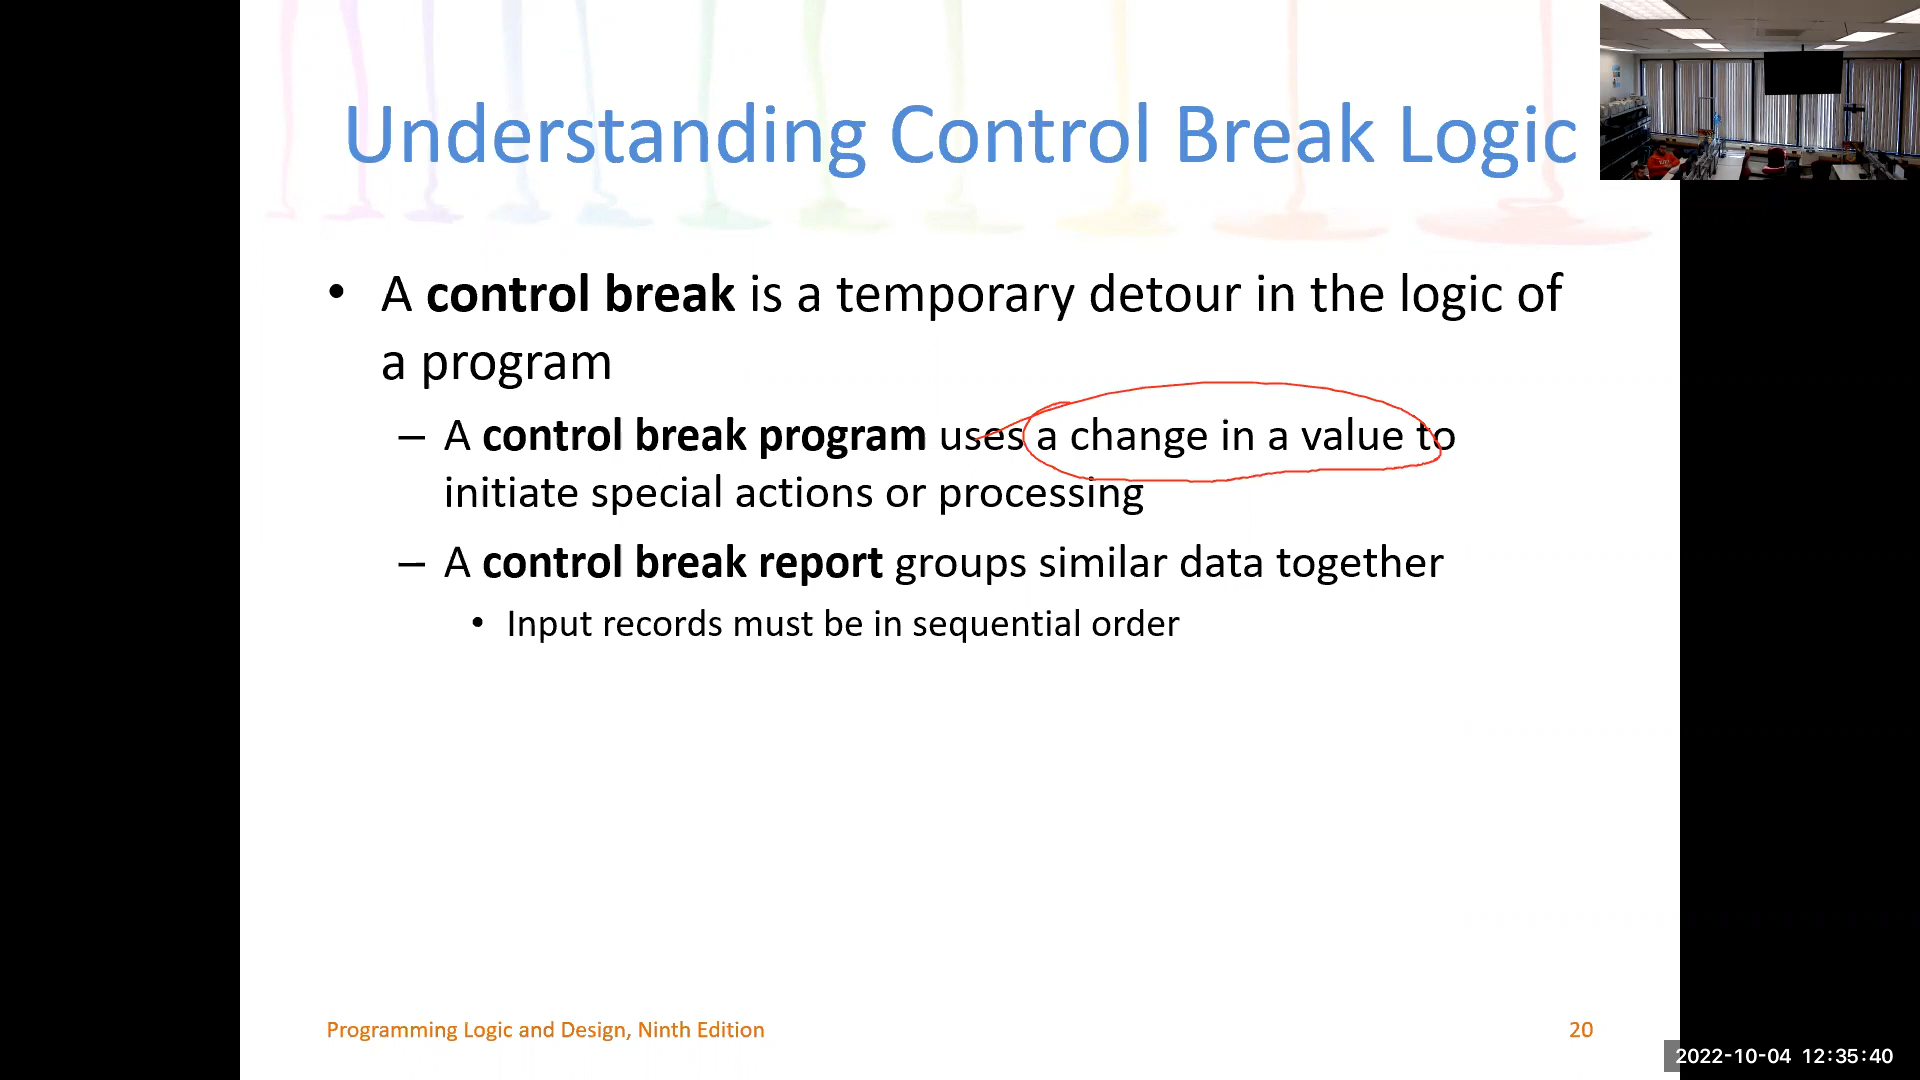 Understanding Control Break Logic
• A control break is a temporary detour in the logic of
a program
– A control break program uses a change in a value to
initiate special actions or processing
– A control break report groups similar data together
• Input records must be in sequential order
Programming Logic and Design, Ninth Edition
20
2022-10-04 12:35:40